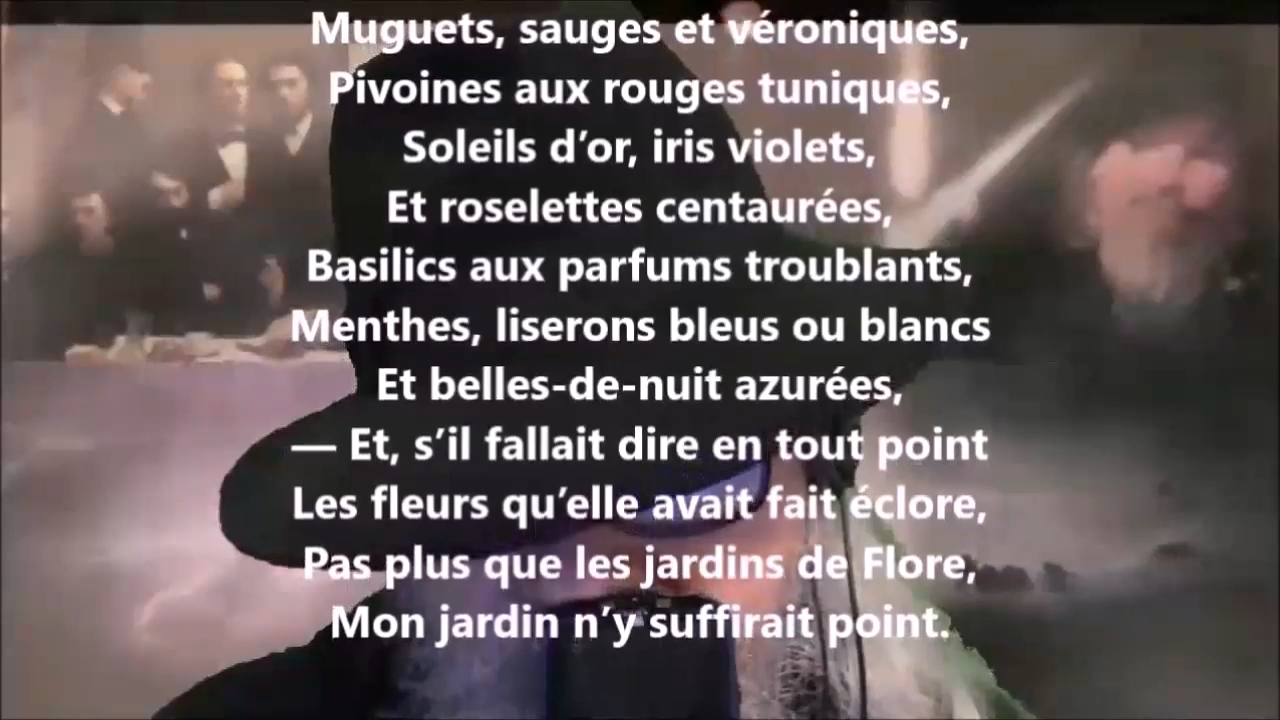 Muguets, sauges et véroniques,
Pivoines aux rouges tuniques,
Soleils d’or, iris violets,
Et roselettes centaurées,
Basilics aux parfums troublants,
Menthes, liserons bleus ou blancs
Et belles-de-nuit azurées,
— Et, s’il fallait dire en tout point
Les fleurs qu’elle avait fait éclore,
Pas plus que les jardins de Flore,
Mon jardin n’y suffirait point.